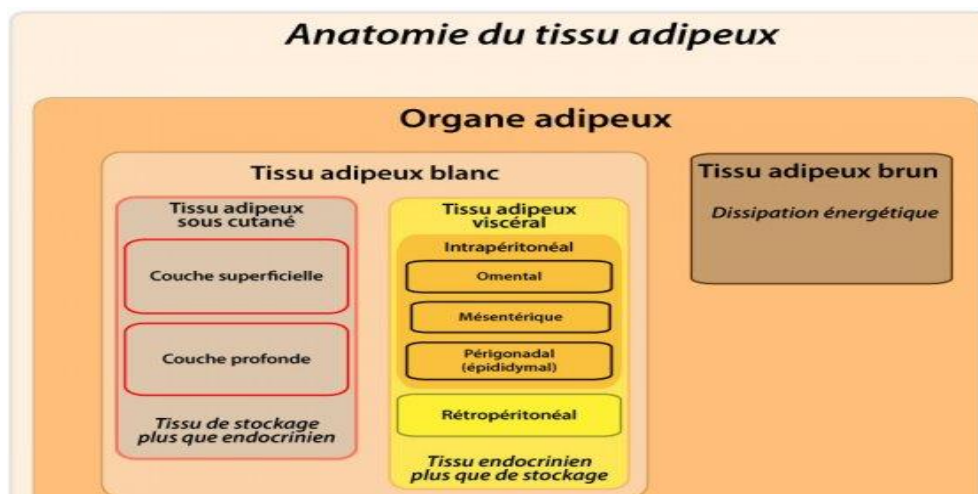 Anatomie du tissu adipeux
Organe adipeux
Tissu adipeux blanc
Tissu adipeux
sous cutané
Couche superficielle
Couche profonde
Tissu de stockage
plus que endocrinien
Tissu adipeux
viscéral
Intrapéritonéal
Omental
Mésentérique
Périgonadal
(épididymal)
Rétropéritonéal
Tissu endocrinien
plus que de stockage
Tissu adipeux brun
Dissipation énergétique